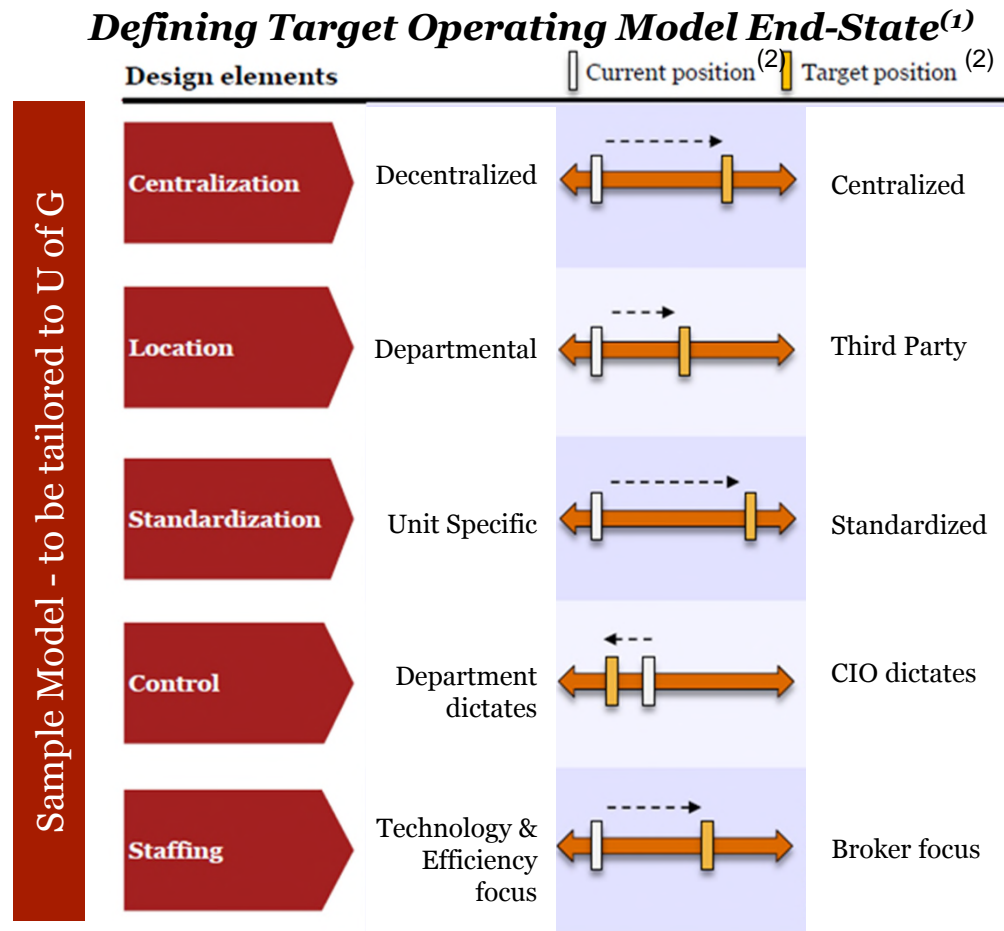 Defining Target Operating Model End-State(1)
Design elements
Current position (2)
Target position (2)
Sample Model - to be tailored to U of G
Centralization
Decentralized
Centralized
Location
Departmental
Third Party
Standardization
Unit Specific
Standardized
Control
Department
dictates
CIO dictates
Staffing
Technology &
Efficiency
focus
Broker focus